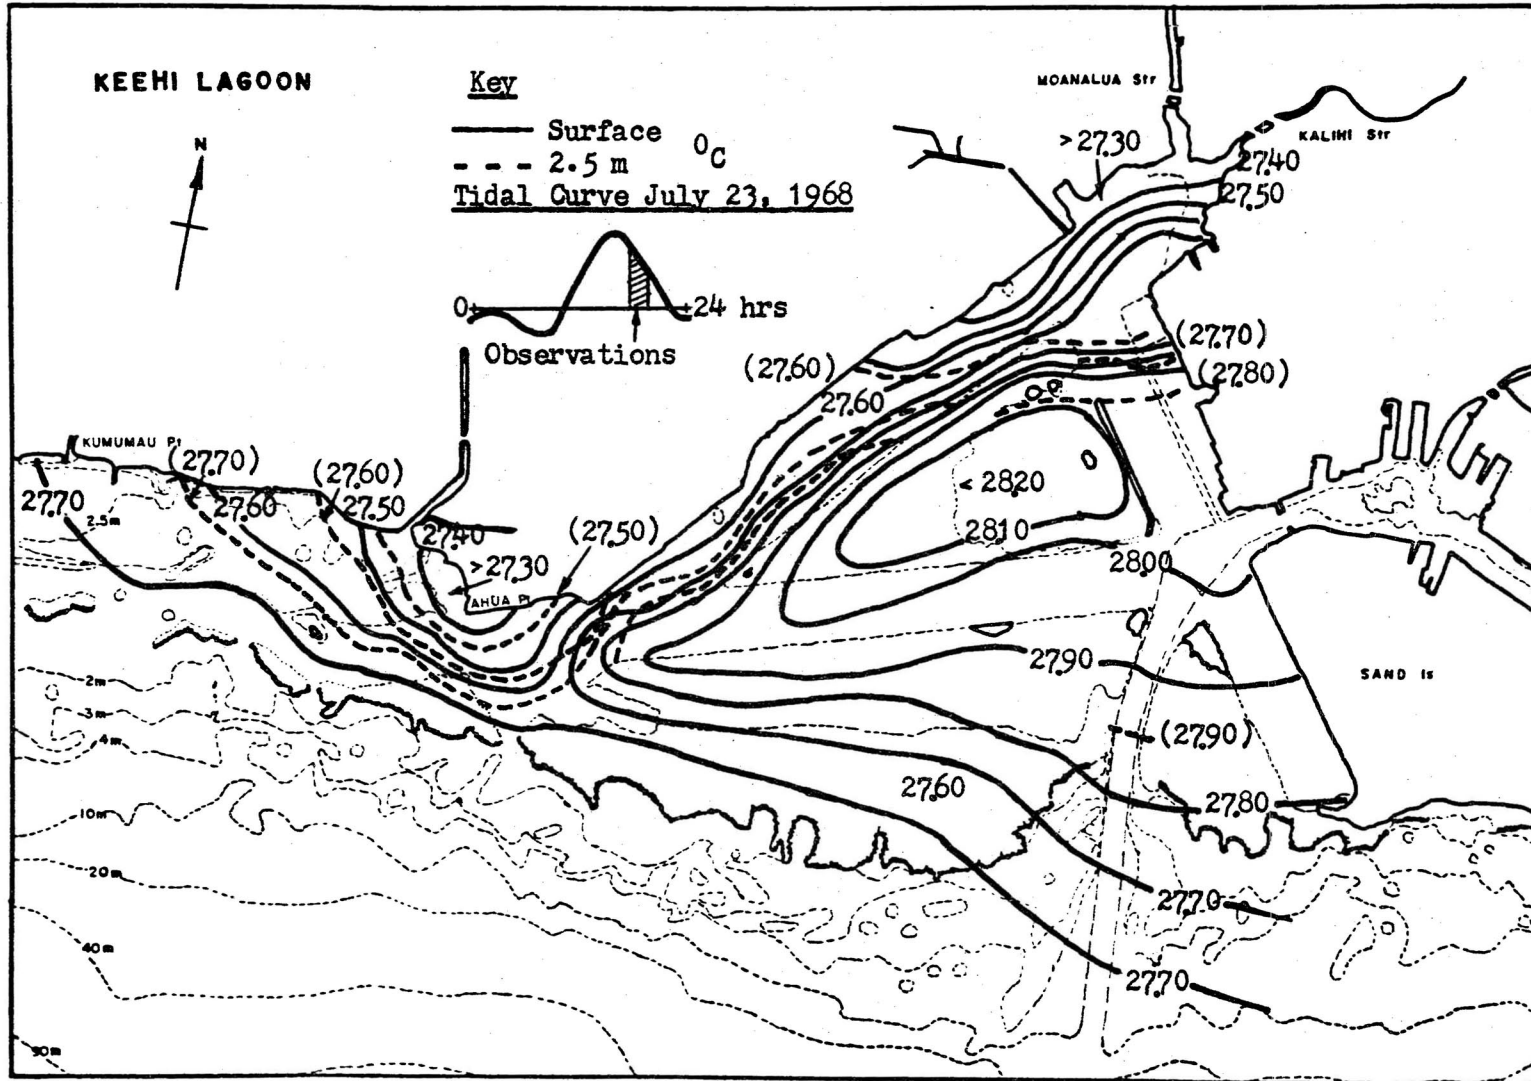 KEEHI LAGOON
Key
Surface
2.5 m
°C
Tidal Curve July 23, 1968
0
24 hrs
Observations
N
MOANALUA Str
KALIHI Str
>27.30
27.40
27.50
(27.70)
(27.60)
(27.80)
27.60
KUMUMAU Pt
(27.70)
(27.60)
27.70
27.60
27.50
2.5m
27.40
(27.50)
>27.30
AHUA Pt
<28.20
28.10
28.00
27.90
SAND Is
(27.90)
2m
3m
4m
27.60
27.80
10m
20m
27.70
40m
27.70
90m